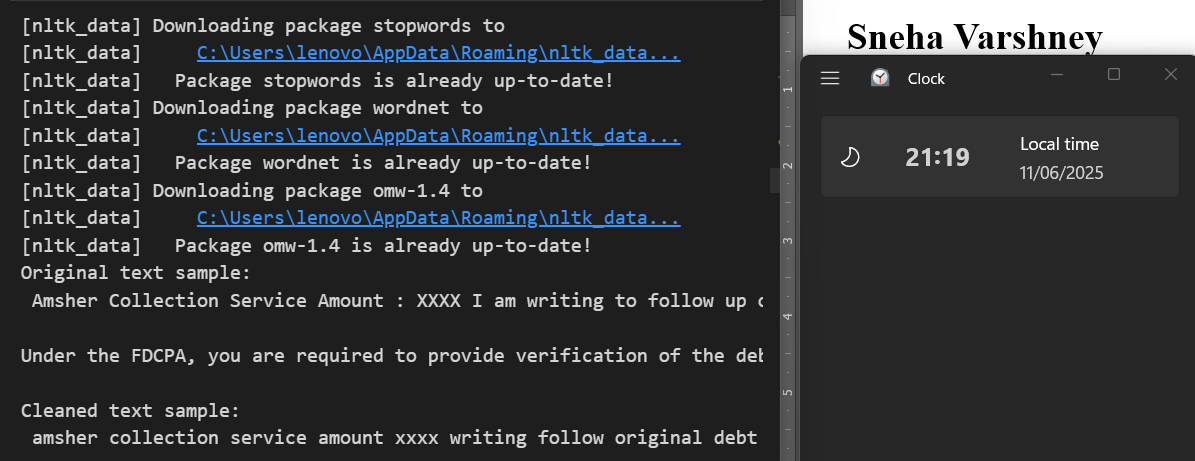 [nltk_data] Downloading package stopwords to
[nltk_data]     C:\Users\lenovo\AppData\Roaming\nltk_data...
[nltk_data]   Package stopwords is already up-to-date!
[nltk_data] Downloading package wordnet to
[nltk_data]     C:\Users\lenovo\AppData\Roaming\nltk_data...
[nltk_data]   Package wordnet is already up-to-date!
[nltk_data] Downloading package omw-1.4 to
[nltk_data]     C:\Users\lenovo\AppData\Roaming\nltk_data...
[nltk_data]   Package omw-1.4 is already up-to-date!
Original text sample:
Amsher Collection Service Amount : XXXX I am writing to follow up
Under the FDCPA, you are required to provide verification of the
Cleaned text sample:
amsher collection service amount xxxx writing follow original debt
1
2
3
4
5
Sneha Varshney
Clock
21:19
Local time
11/06/2025